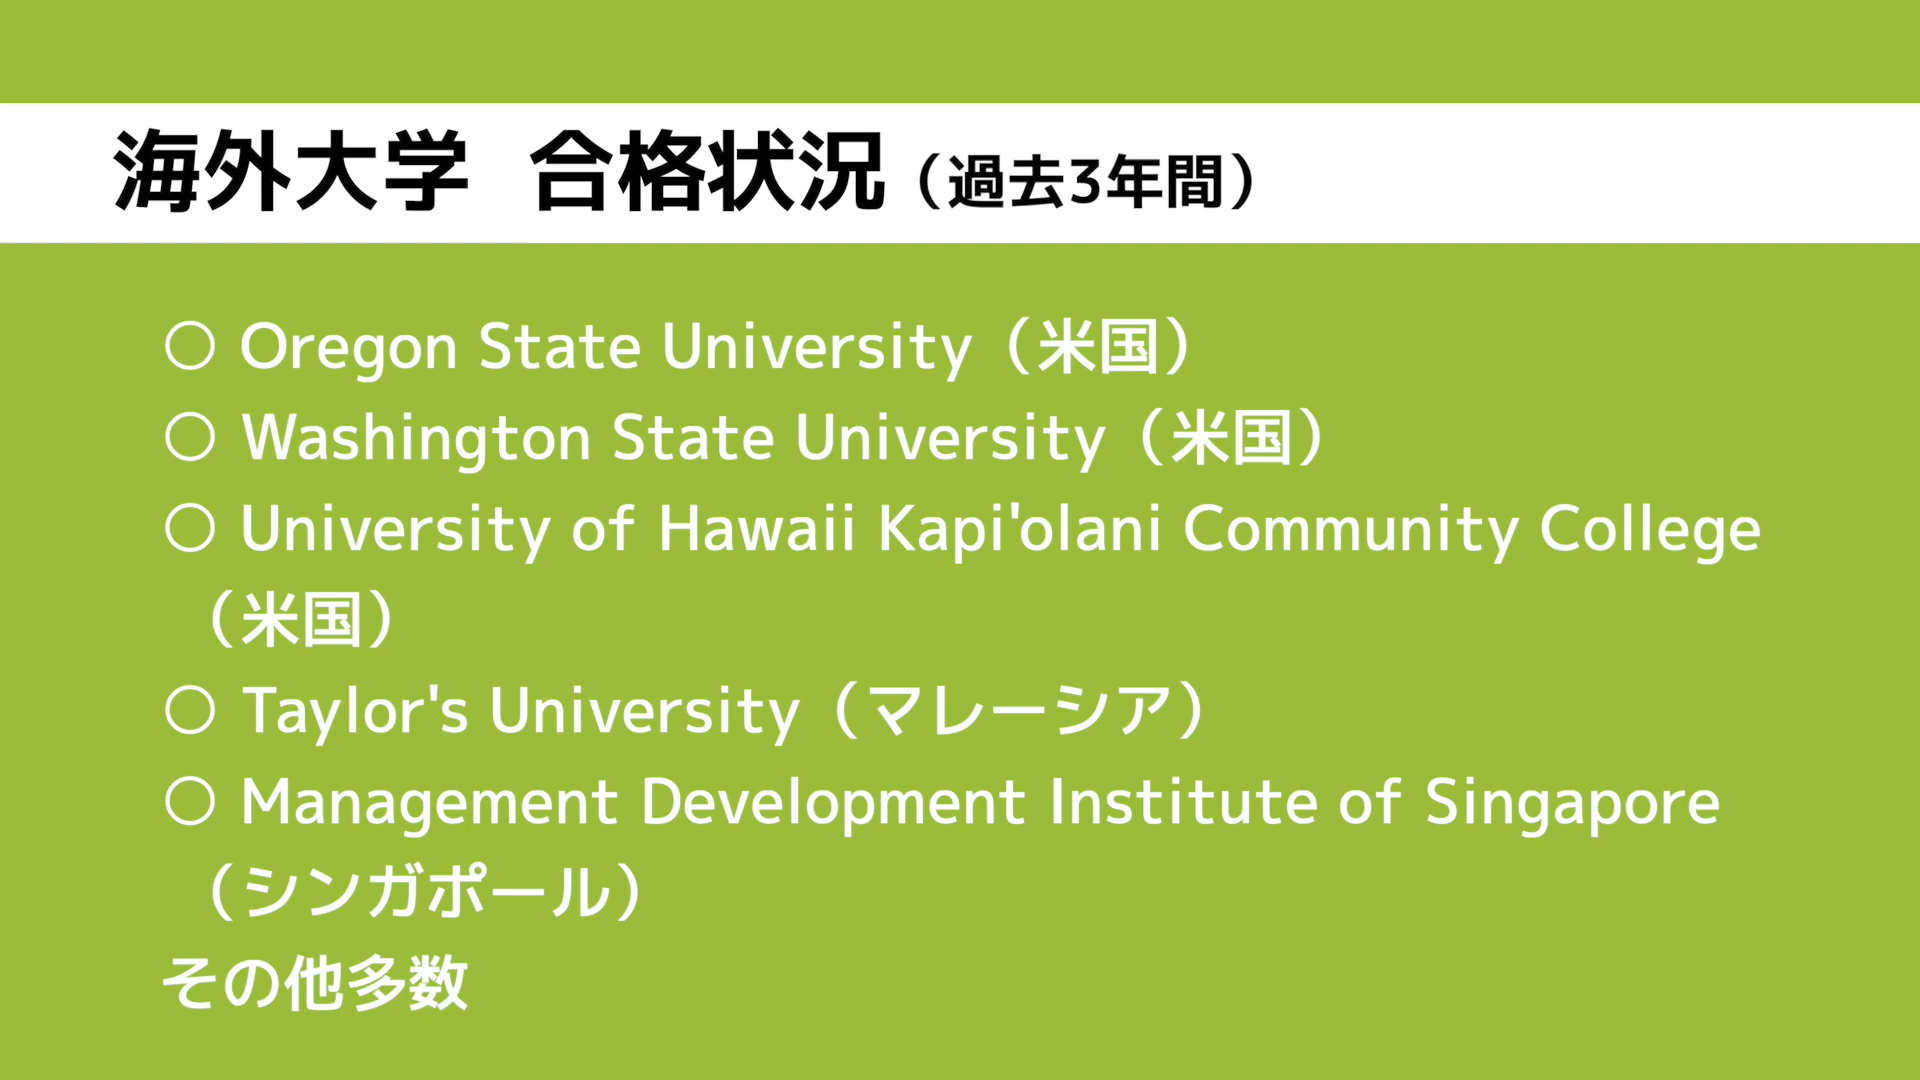 海外大学 合格状況（過去3年間）
○ Oregon State University（米国）
○ Washington State University（米国）
○ University of Hawaii Kapi'olani Community College
（米国）
○ Taylor's University（マレーシア）
○ Management Development Institute of Singapore
（シンガポール）
その他多数